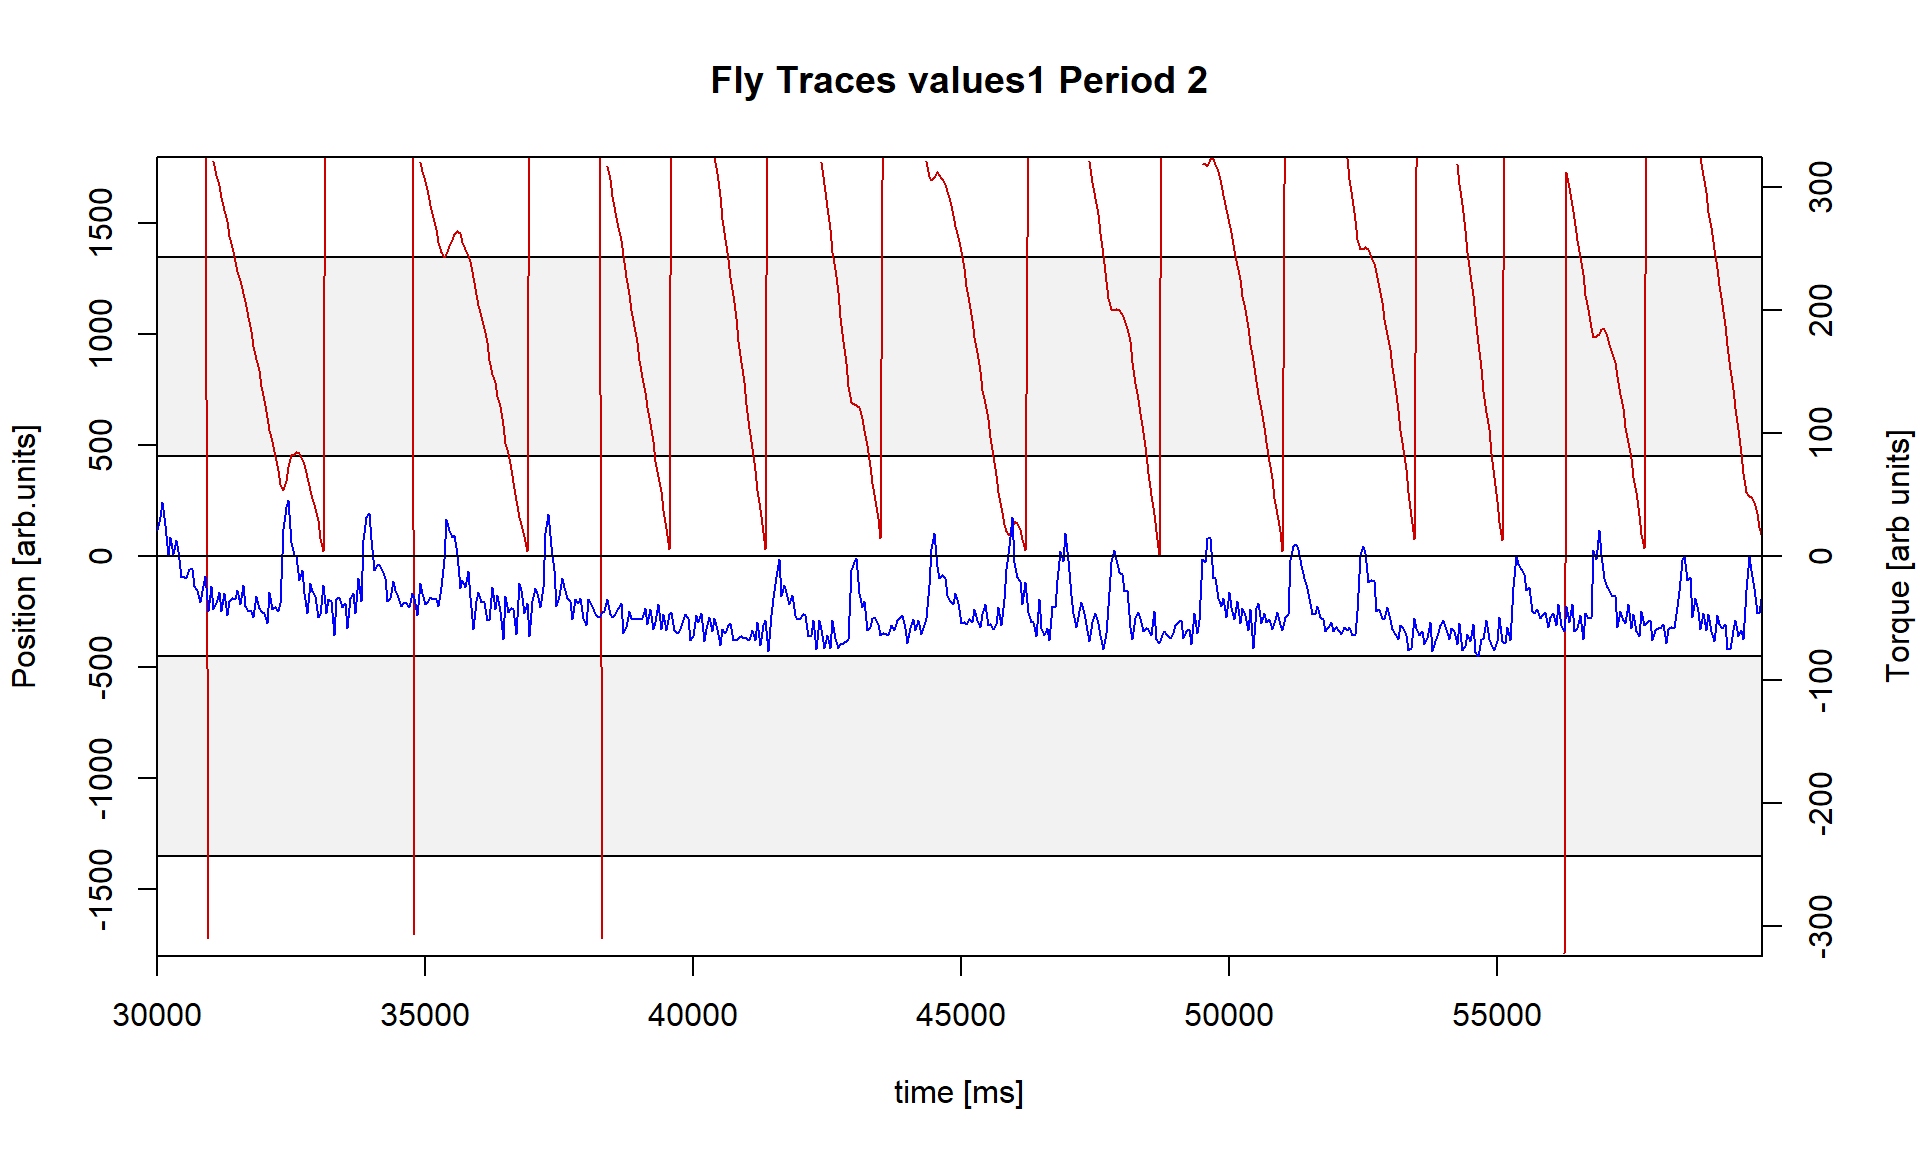 Fly Traces values1 Period 2
Position [arb.units]
1500
1000
500
0
-500
-1000
-1500
300
200
100
0
-100
-200
-300
Torque [arb units]
30000 35000 40000 45000 50000 55000
time [ms]